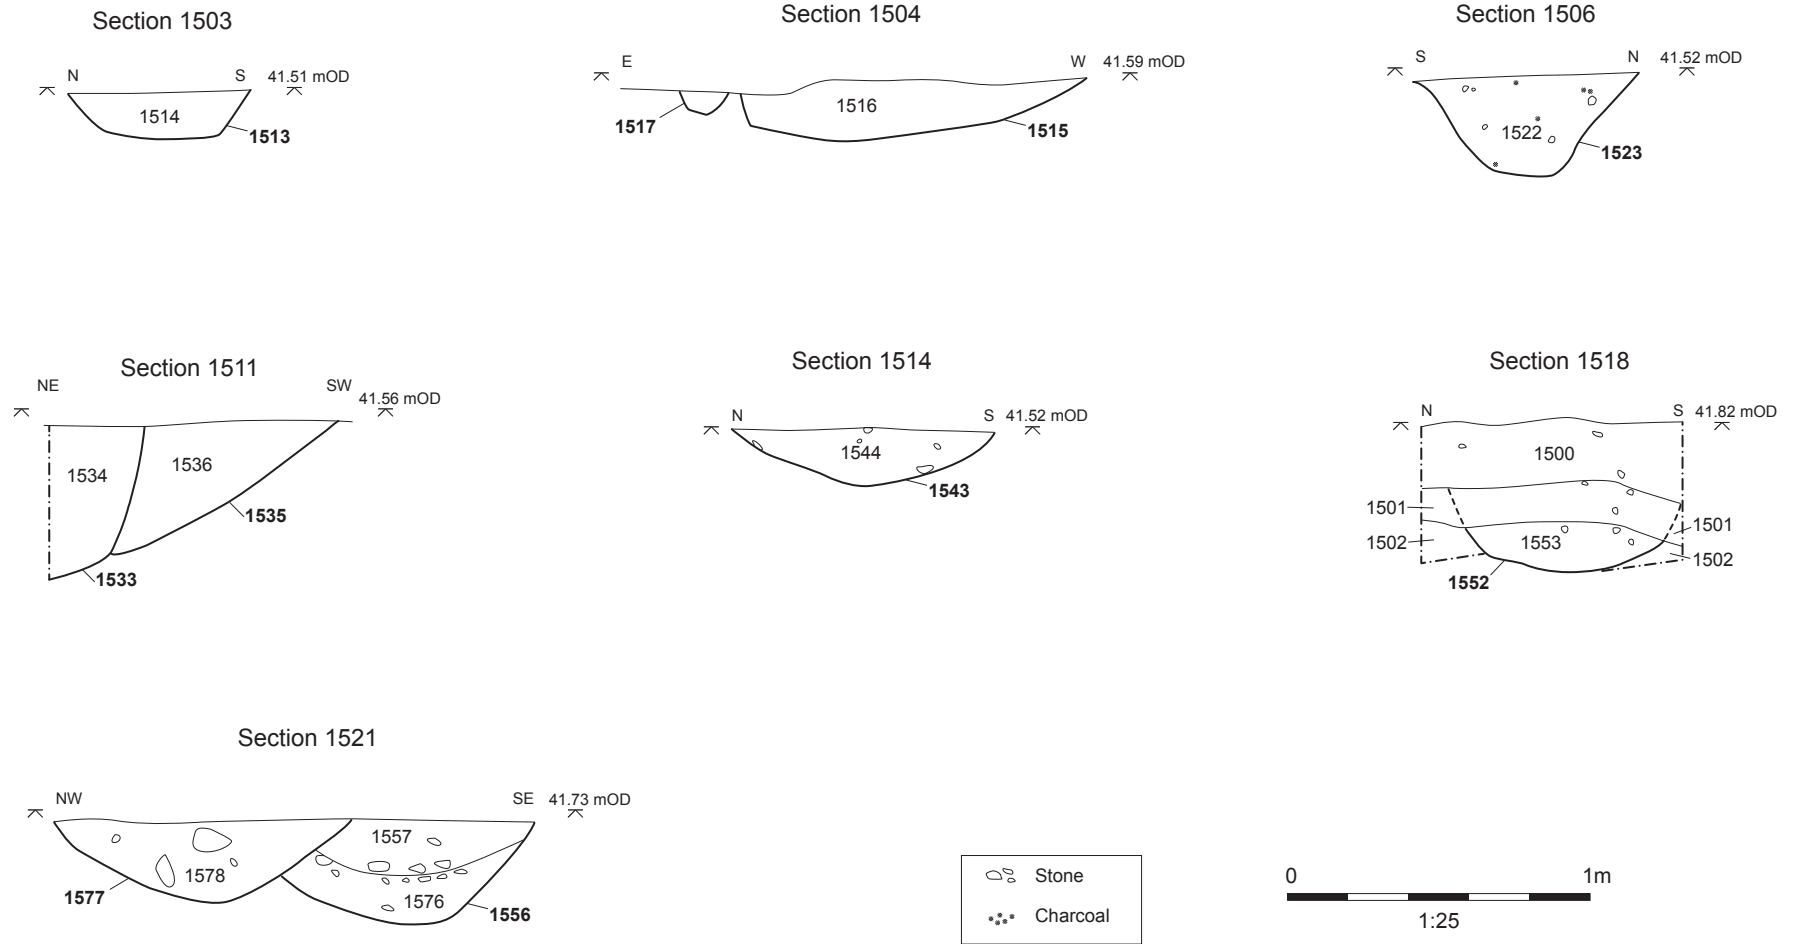 Section 1503
N S 41.51 mOD
1514
1513
Section 1504
E W 41.59 mOD
1516
1517
1515
Section 1506
S N 41.52 mOD
1522
1523
Section 1511
NE SW
41.56 mOD
1534 1536
1535
1533
Section 1514
N S 41.52 mOD
1544
1543
Section 1518
N S 41.82 mOD
1500
1501
1501
1502
1553
1502
1552
Section 1521
NW SE 41.73 mOD
1557
1578
1577
1576
1556
Stone
Charcoal
0 1m
1:25